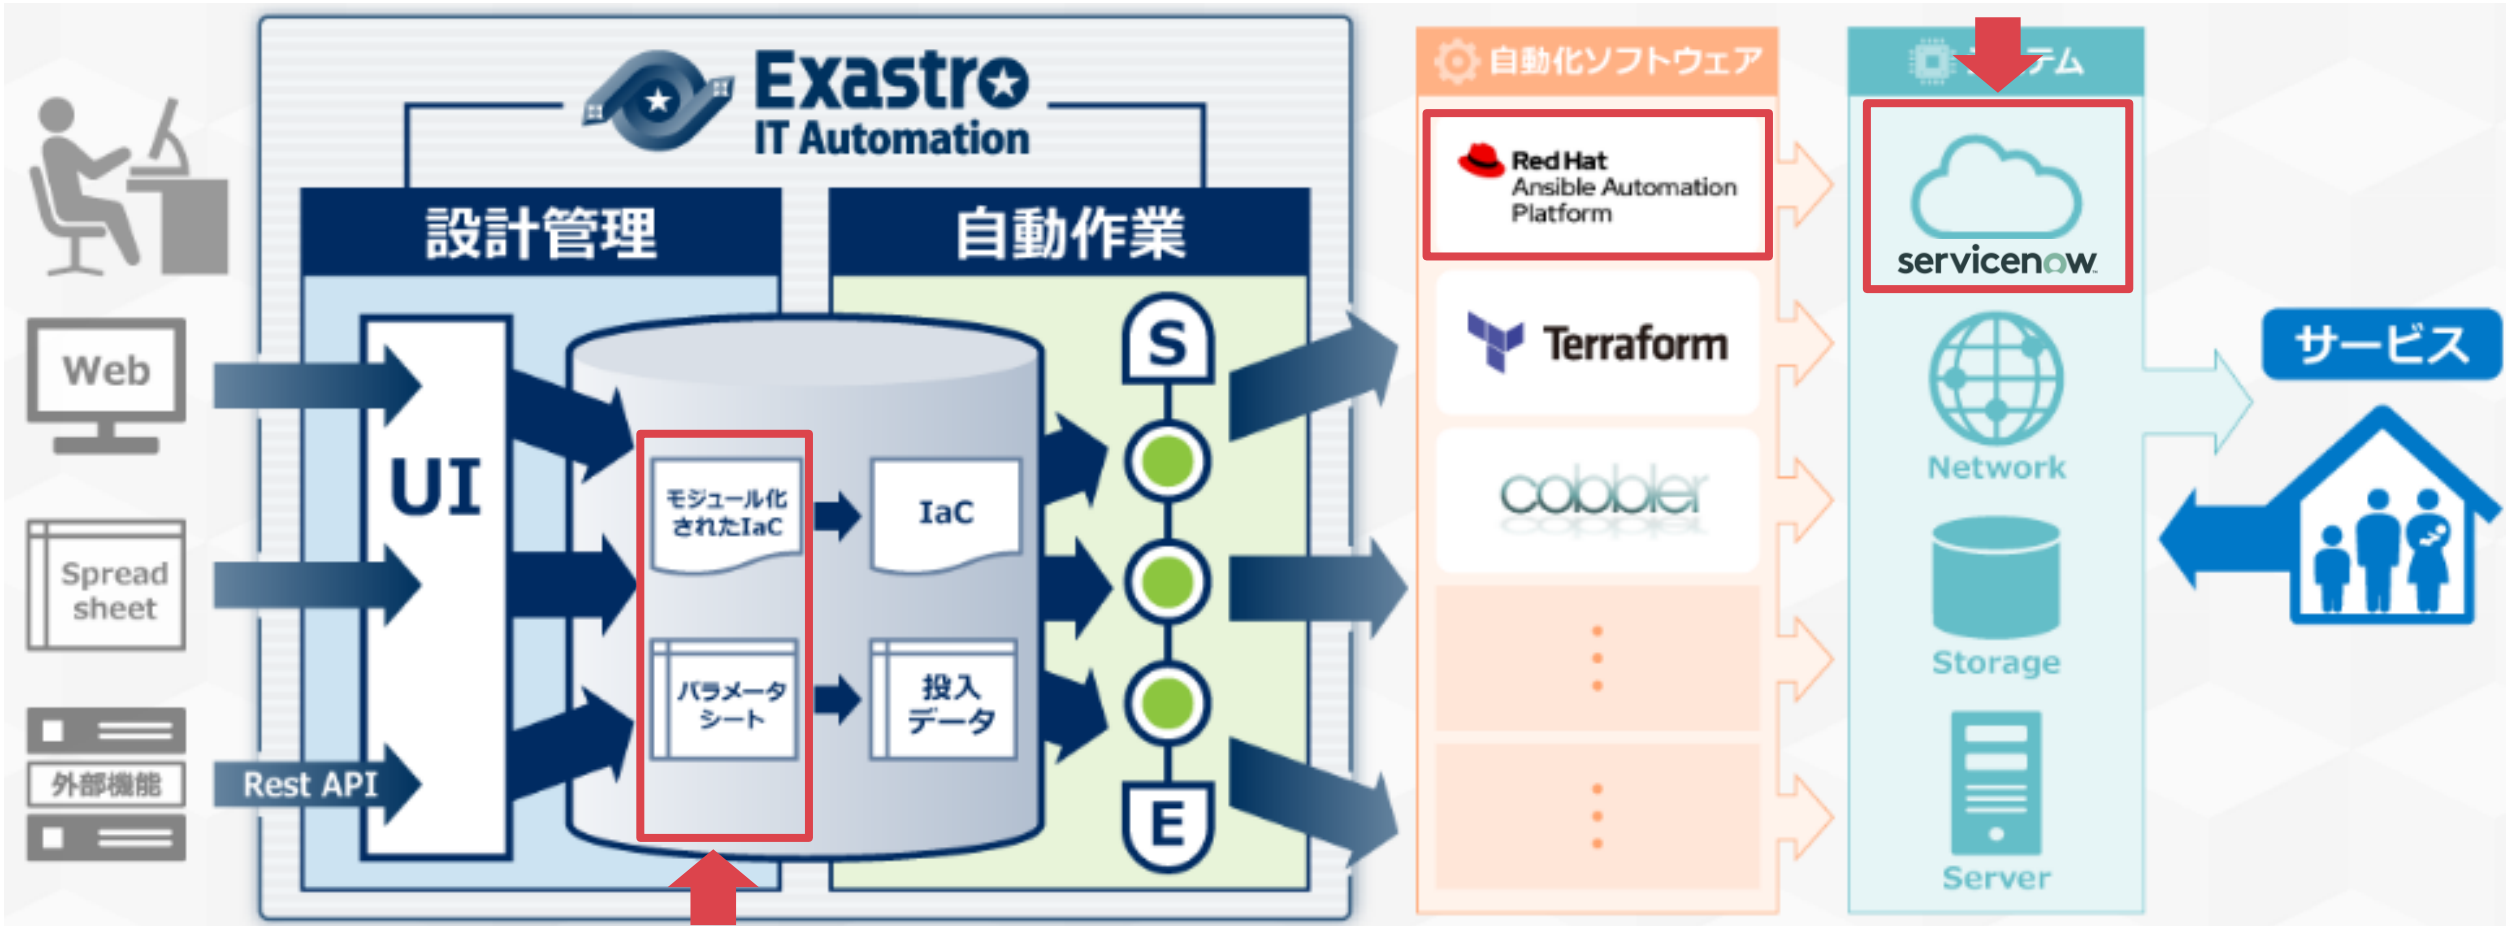 Exastro
IT Automation
設計管理
自動作業
Web
Spread
sheet
外部機能
Rest API
UI
モジュール化
されたIaC
IaC
パラメータ
シート
投入
データ
S
E
自動化ソフトウェア
Red Hat
Ansible Automation
Platform
Terraform
cobbler
テム
servicenow
Network
Storage
Server
サービス